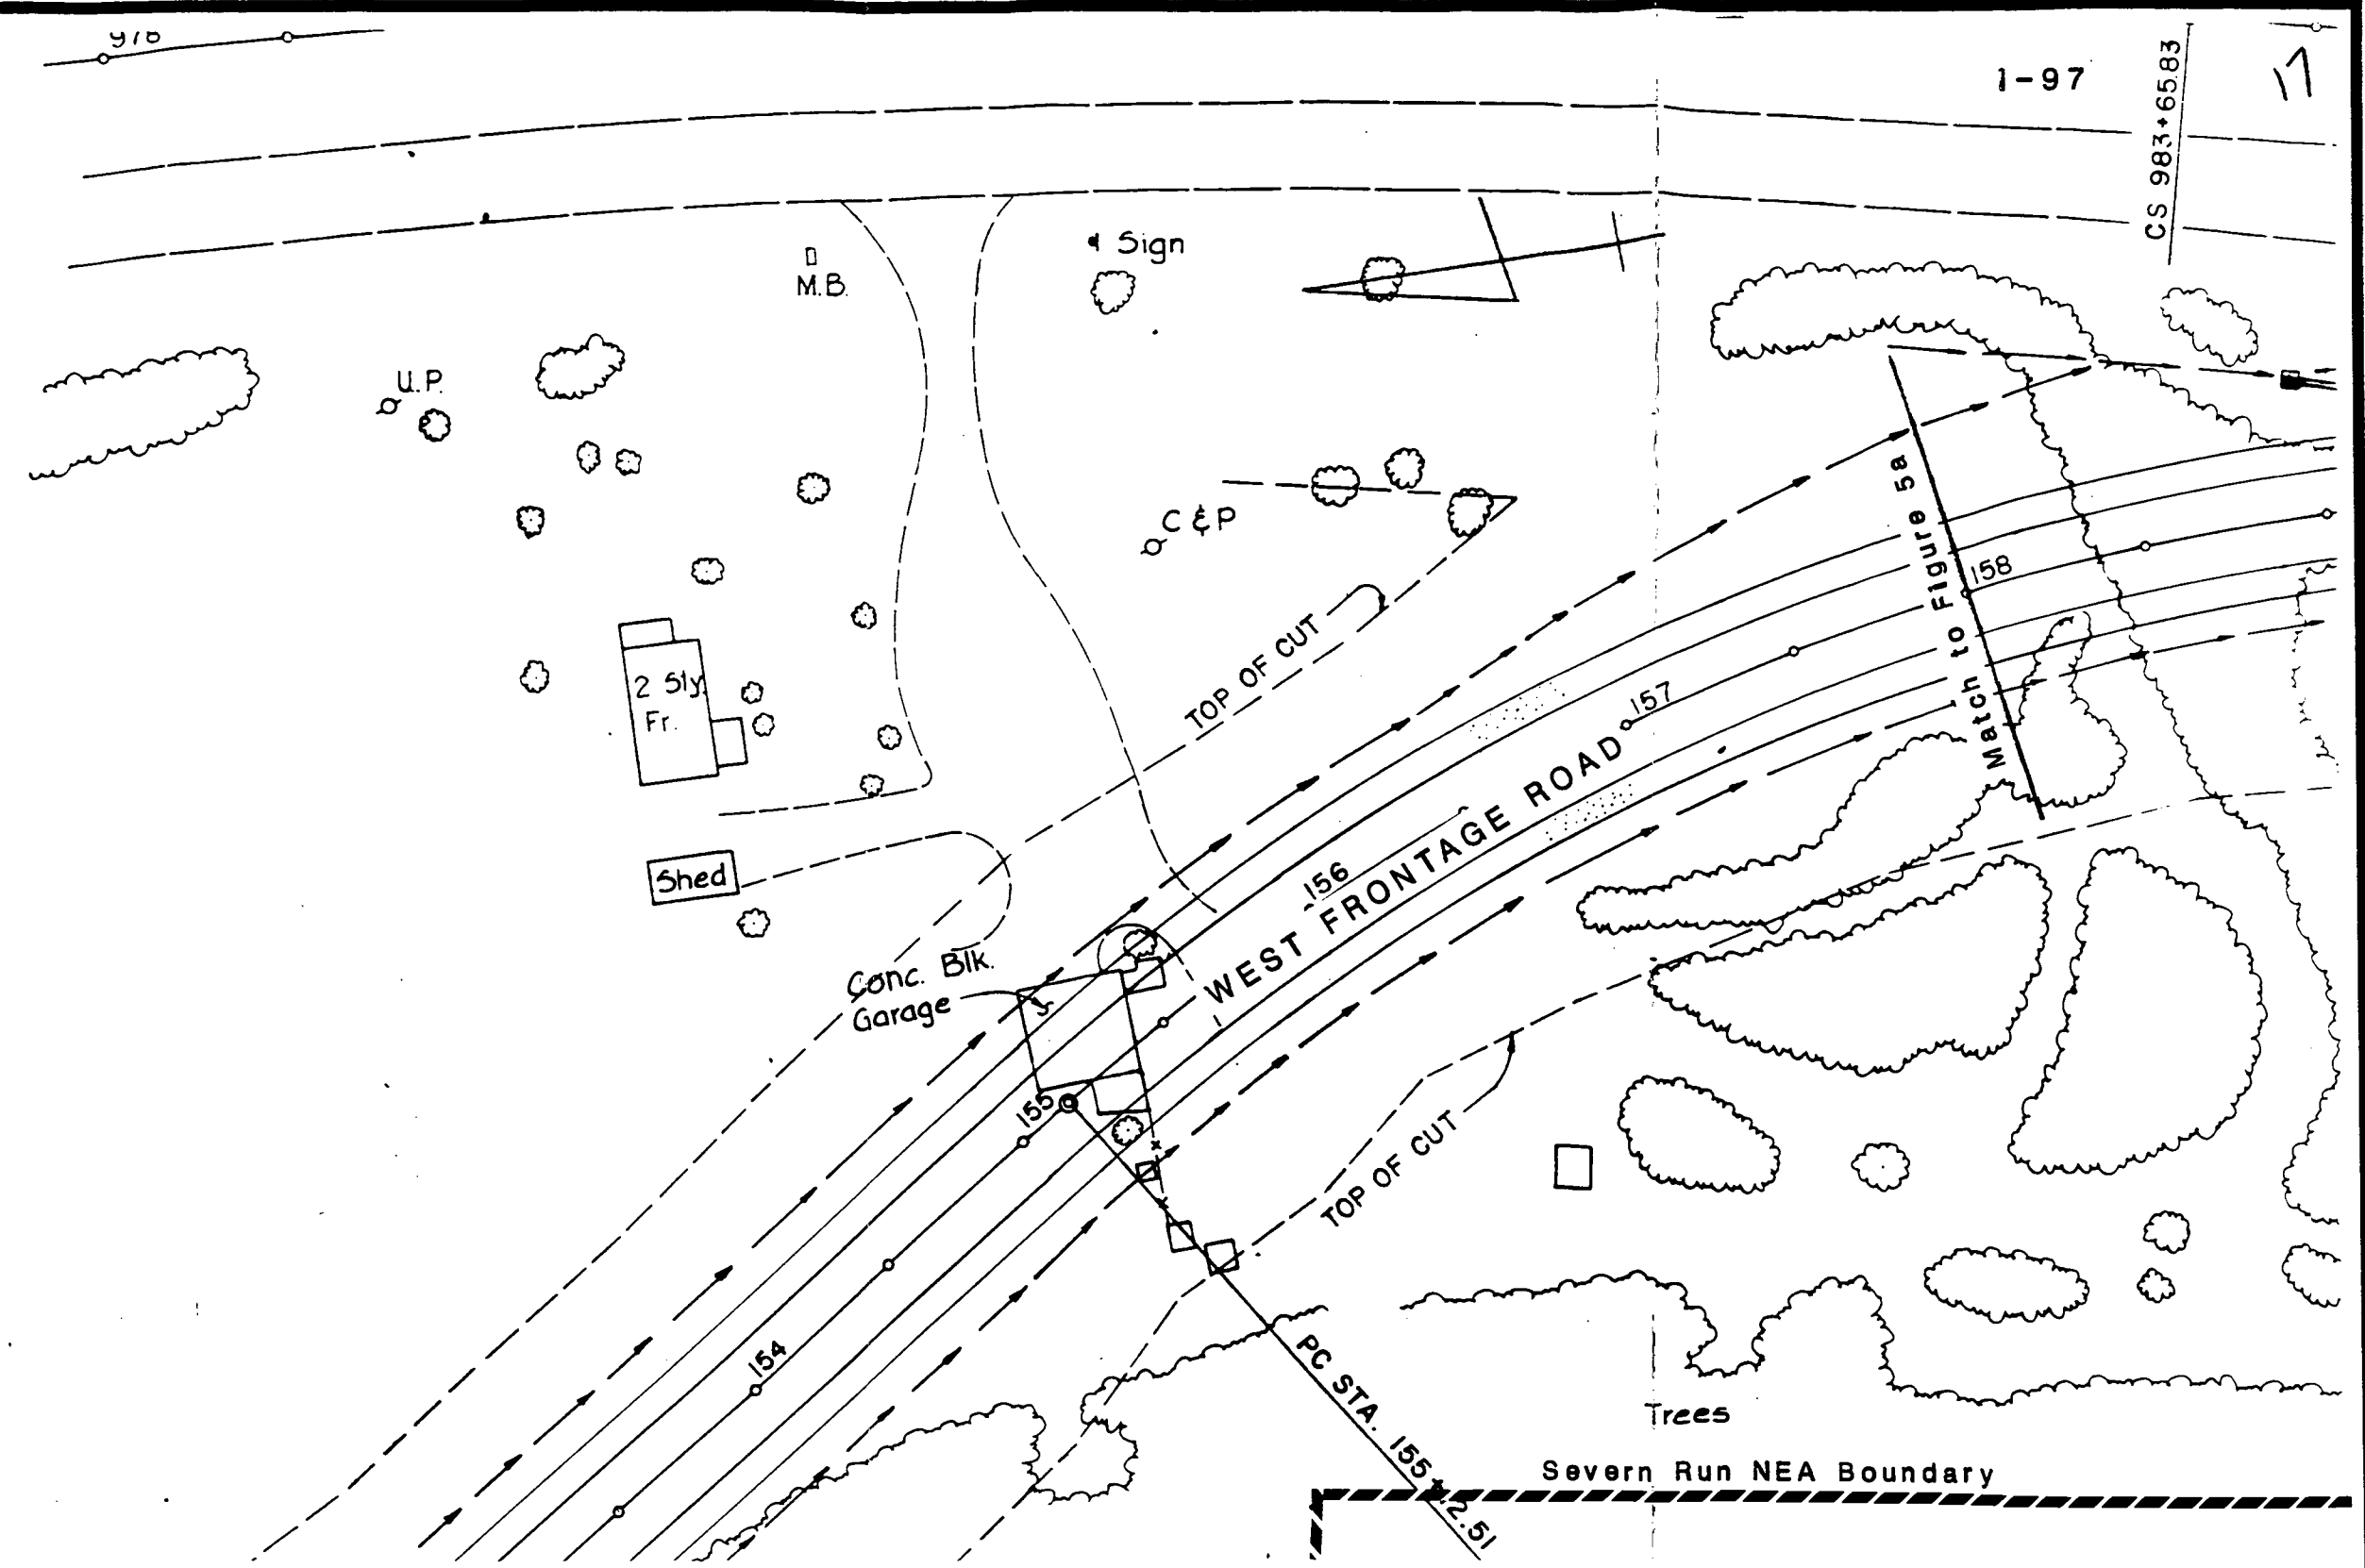 I-97
17
CS 983+65.83
Sign
M.B.
U.P.
C & P
Match to Figure 5a
158
2 Sty.
Fr.
TOP OF CUT
157
WEST FRONTAGE ROAD
156
Shed
Conc. Blk.
Garage
155
TOP OF CUT
154
PC STA. 155+
2.51
Trees
Severn Run NEA Boundary